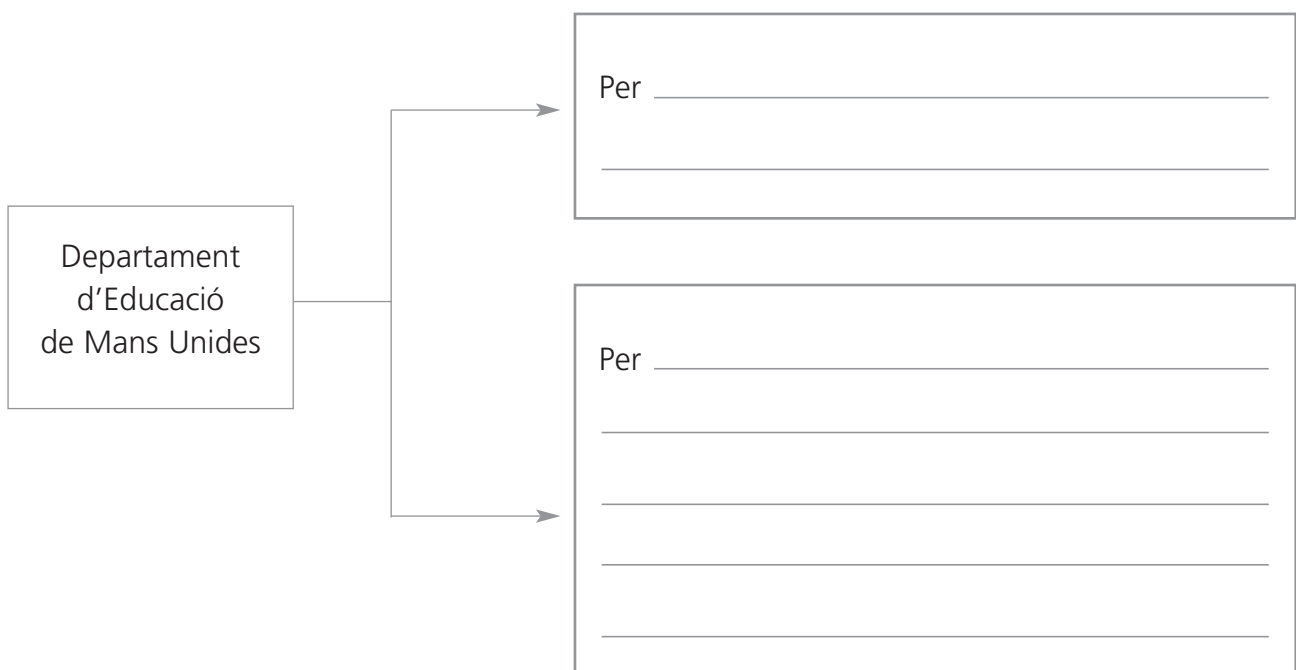 Per
Departament
d’Educació
de Mans Unides
Per